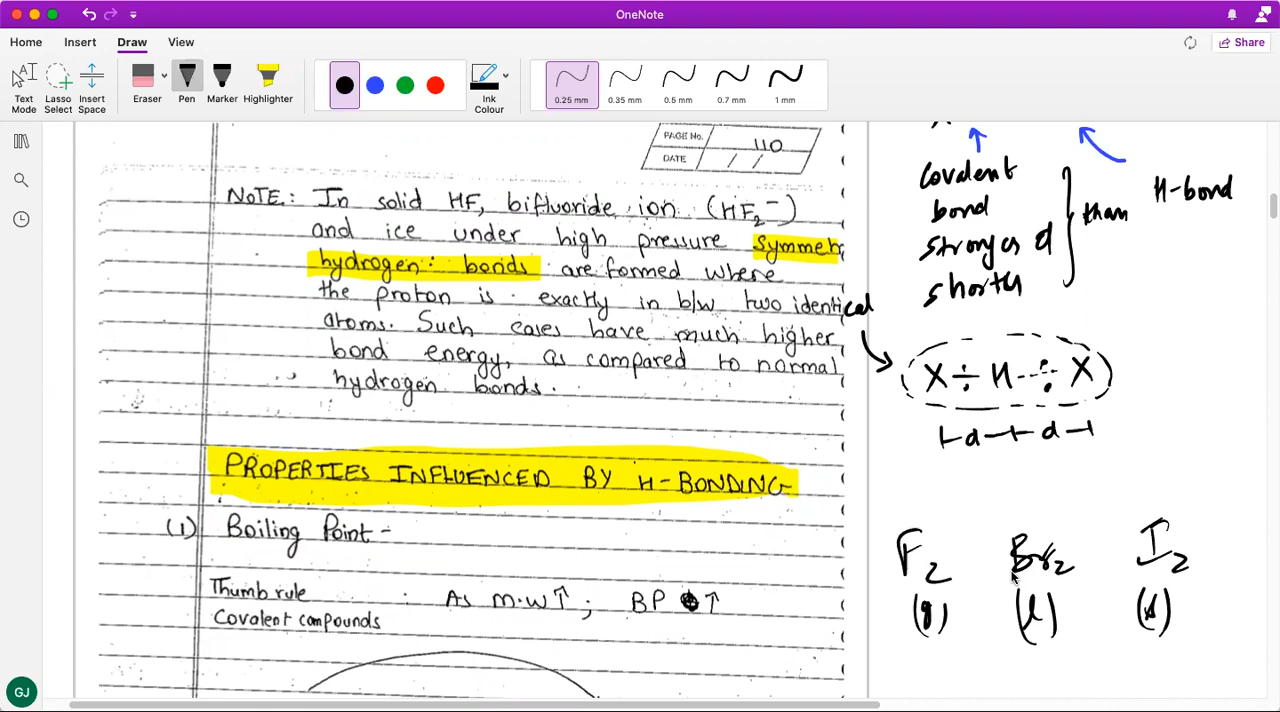 OneNote
Home Insert Draw View
Share
Text Mode
Lasso Select
Insert Space
Eraser
Pen
Marker
Highlighter
Ink Colour
0.25 mm
0.35 mm
0.5 mm
0.7 mm
1 mm
PAGE No. 110
DATE / /
NOTE: In solid HF, bifluoride ion (HF2−)
and ice under high pressure symmet
hydrogen bonds are formed where
the proton is exactly in b/w two identical
atoms. Such cases have much higher
bond energy, as compared to normal
hydrogen bonds.
PROPERTIES INFLUENCED BY H-BONDING
(1) Boiling Point -
Thumb rule : As M.W↑ ; BP ↑
Covalent compounds
Covalent
bond
stronger &
shorter
than
H-bond
X ÷ H --- X
d d
F2 Br2 I2
(g) (l) (s)
GJ